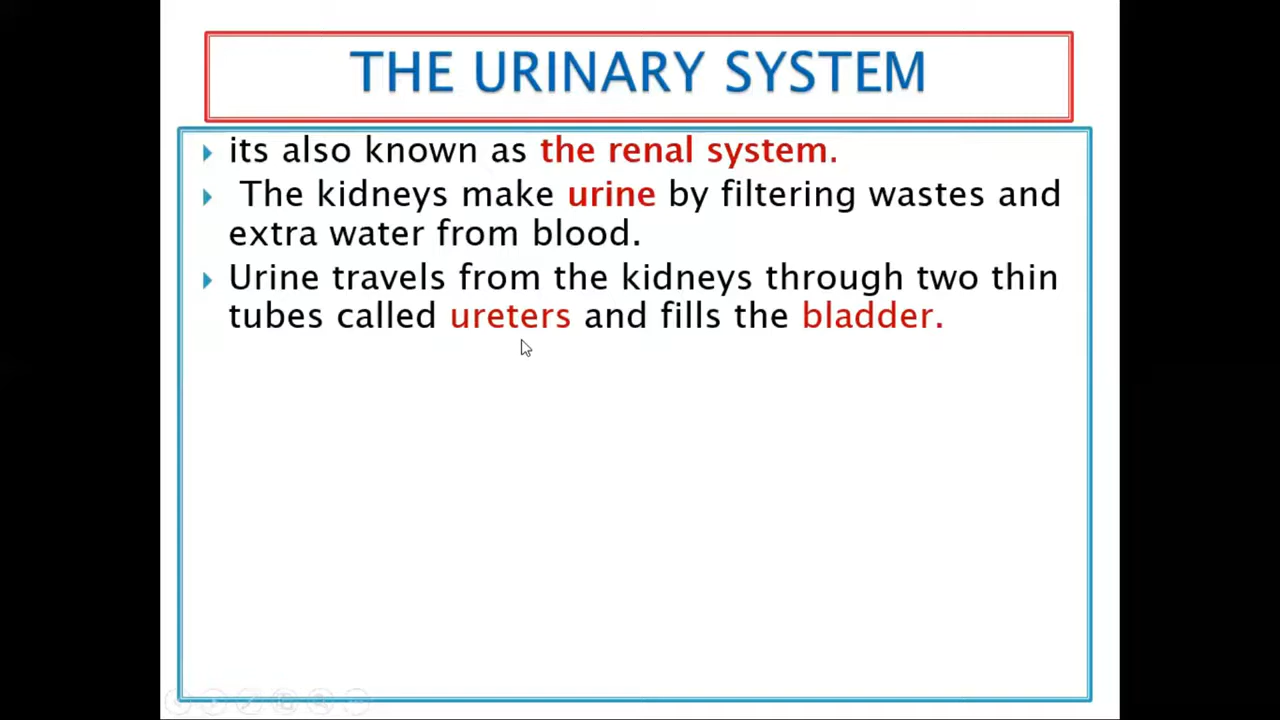 THE URINARY SYSTEM
its also known as the renal system.
The kidneys make urine by filtering wastes and
extra water from blood.
Urine travels from the kidneys through two thin
tubes called ureters and fills the bladder.